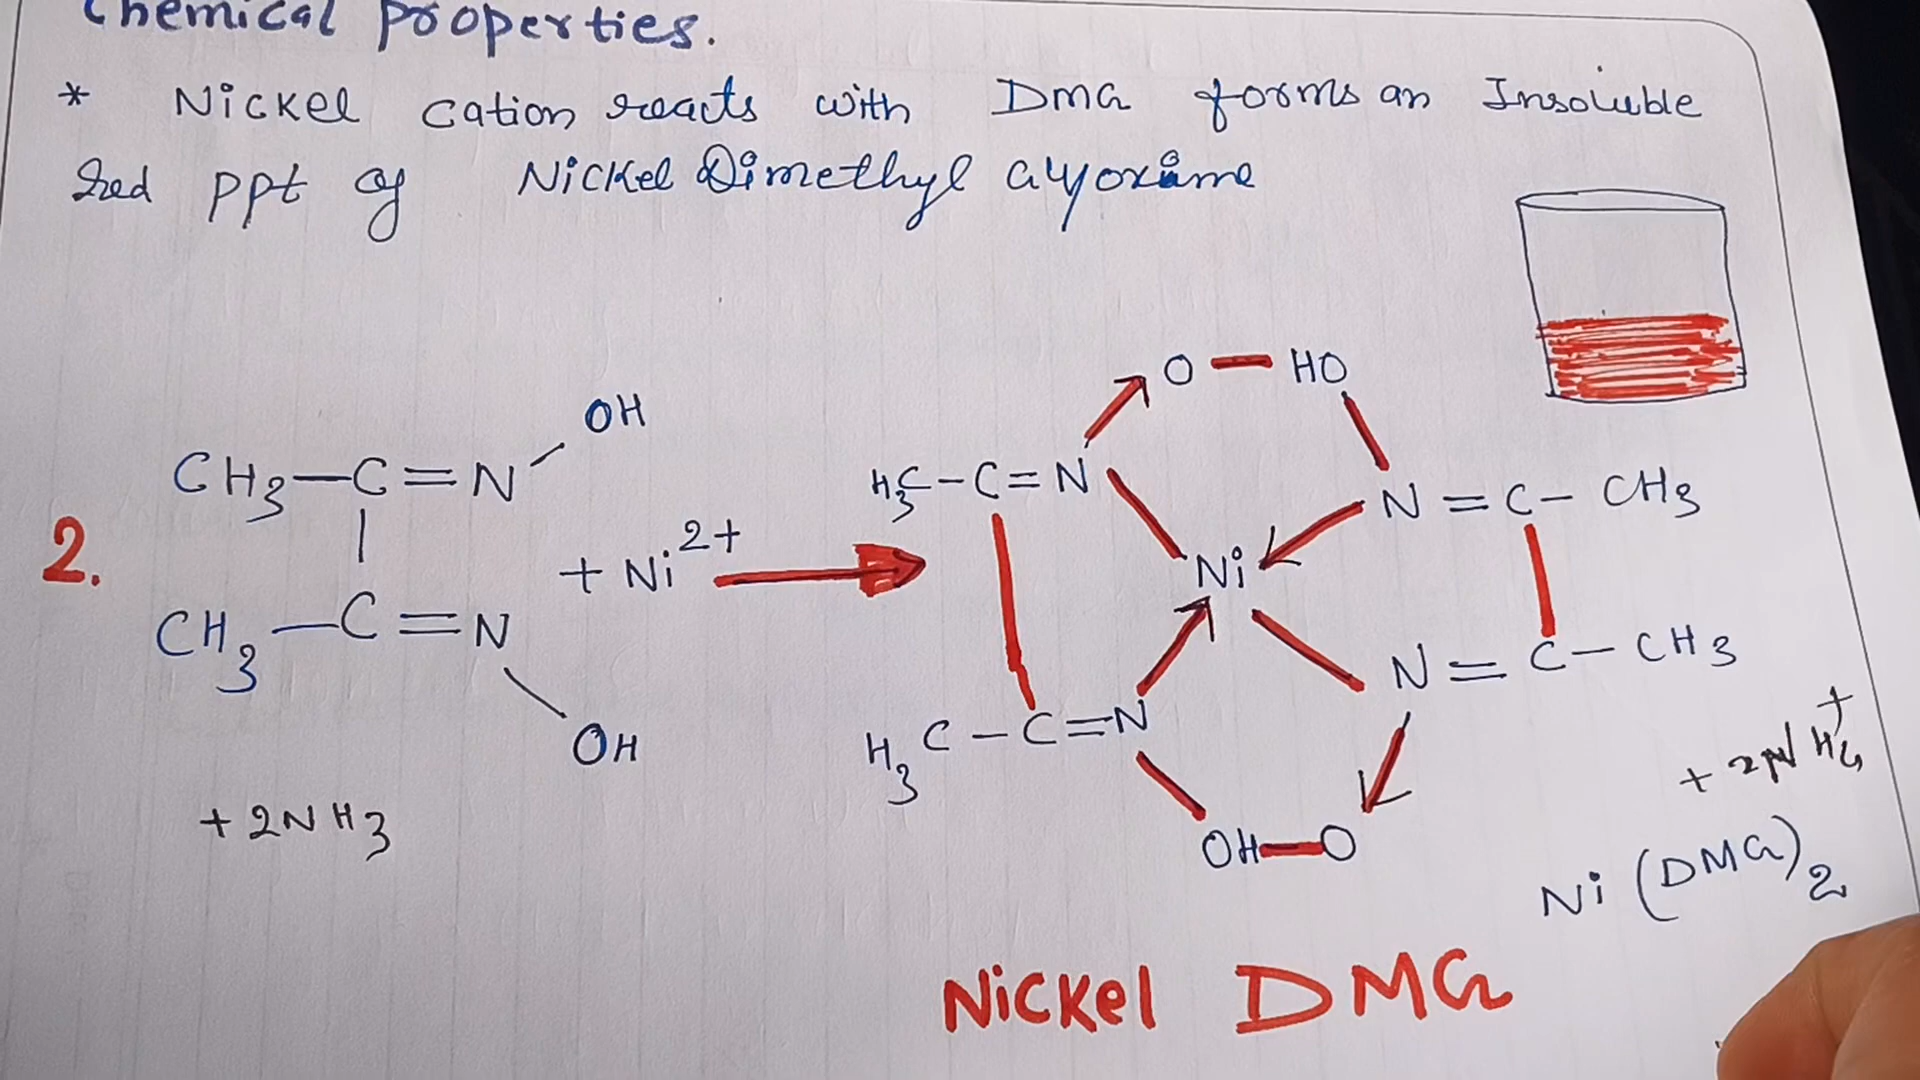 Chemical Properties.
* Nickel cation reacts with DMG forms an Insoluble
red ppt of Nickel Dimethyl Glyoxime
O — HO
OH
CH3—C=N
H3C–C=N
N=C–CH3
2.
+ Ni2+
Ni
CH3—C=N
N=C–CH3
H3C–C=N
OH
+ 2NH4+
+ 2NH3
OH—O
Ni (DMG)2
Nickel DMG